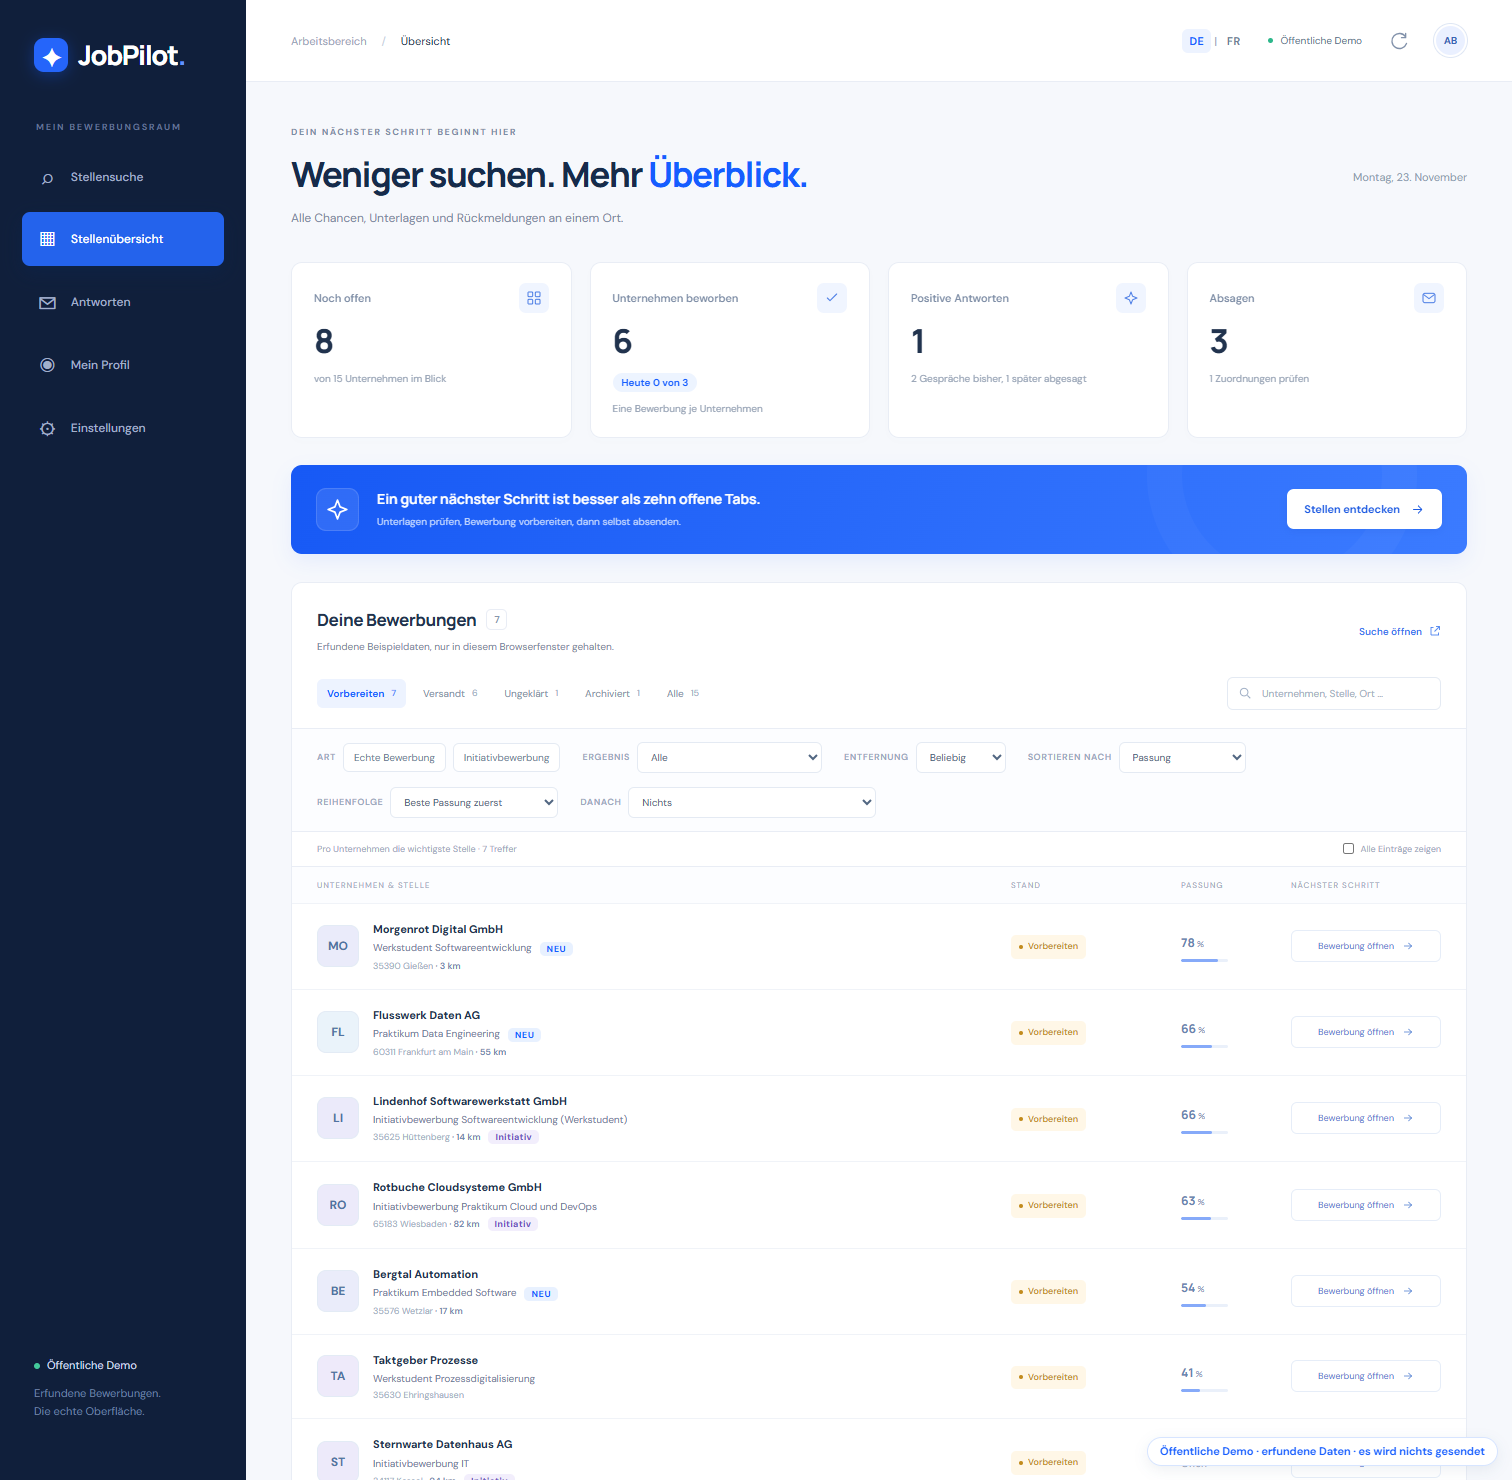 JobPilot.
MEIN BEWERBUNGSRAUM
Stellensuche
Stellenübersicht
Antworten
Mein Profil
Einstellungen
Öffentliche Demo
Erfundene Bewerbungen.
Die echte Oberfläche.
Arbeitsbereich / Übersicht
DE | FR
Öffentliche Demo
AB
DEIN NÄCHSTER SCHRITT BEGINNT HIER
Weniger suchen. Mehr Überblick.
Montag, 23. November
Alle Chancen, Unterlagen und Rückmeldungen an einem Ort.
Noch offen
8
von 15 Unternehmen im Blick
Unternehmen beworben
6
Heute 0 von 3
Eine Bewerbung je Unternehmen
Positive Antworten
1
2 Gespräche bisher, 1 später abgesagt
Absagen
3
1 Zuordnungen prüfen
Ein guter nächster Schritt ist besser als zehn offene Tabs.
Unterlagen prüfen, Bewerbung vorbereiten, dann selbst absenden.
Stellen entdecken →
Deine Bewerbungen 7
Erfundene Beispieldaten, nur in diesem Browserfenster gehalten.
Suche öffnen
Vorbereiten 7 Versandt 6 Ungeklärt 1 Archiviert 1 Alle 15
Unternehmen, Stelle, Ort ...
ART Echte Bewerbung Initiativbewerbung ERGEBNIS Alle ENTFERNUNG Beliebig SORTIEREN NACH Passung
REIHENFOLGE Beste Passung zuerst DANACH Nichts
Pro Unternehmen die wichtigste Stelle · 7 Treffer
Alle Einträge zeigen
UNTERNEHMEN & STELLE STAND PASSUNG NÄCHSTER SCHRITT
MO
Morgenrot Digital GmbH
Werkstudent Softwareentwicklung NEU
35390 Gießen · 3 km
Vorbereiten
78 %
Bewerbung öffnen →
FL
Flusswerk Daten AG
Praktikum Data Engineering NEU
60311 Frankfurt am Main · 55 km
Vorbereiten
66 %
Bewerbung öffnen →
LI
Lindenhof Softwarewerkstatt GmbH
Initiativbewerbung Softwareentwicklung (Werkstudent)
35625 Hüttenberg · 14 km Initiativ
Vorbereiten
66 %
Bewerbung öffnen →
RO
Rotbuche Cloudsysteme GmbH
Initiativbewerbung Praktikum Cloud und DevOps
65183 Wiesbaden · 82 km Initiativ
Vorbereiten
63 %
Bewerbung öffnen →
BE
Bergtal Automation
Praktikum Embedded Software NEU
35576 Wetzlar · 17 km
Vorbereiten
54 %
Bewerbung öffnen →
TA
Taktgeber Prozesse
Werkstudent Prozessdigitalisierung
35630 Ehringshausen
Vorbereiten
41 %
Bewerbung öffnen →
ST
Sternwarte Datenhaus AG
Initiativbewerbung IT
Vorbereiten
Öffentliche Demo · erfundene Daten · es wird nichts gesendet